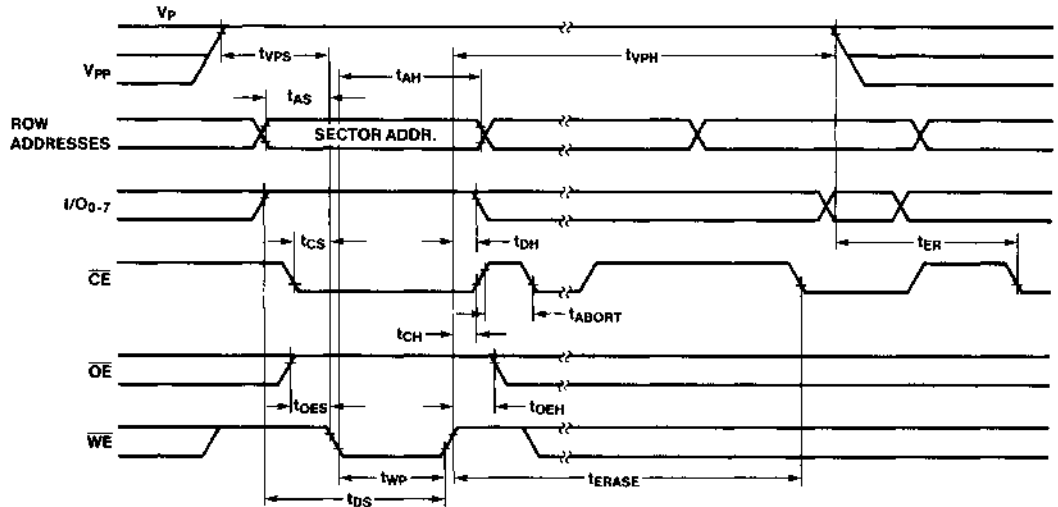 VP
tVPS
tVPH
VPP
tAH
tAS
ROW
ADDRESSES
SECTOR ADDR.
I/O0-7
tCS
tDH
tER
CE
tABORT
tCH
OE
tOES
tOEH
WE
tWP
tERASE
tDS